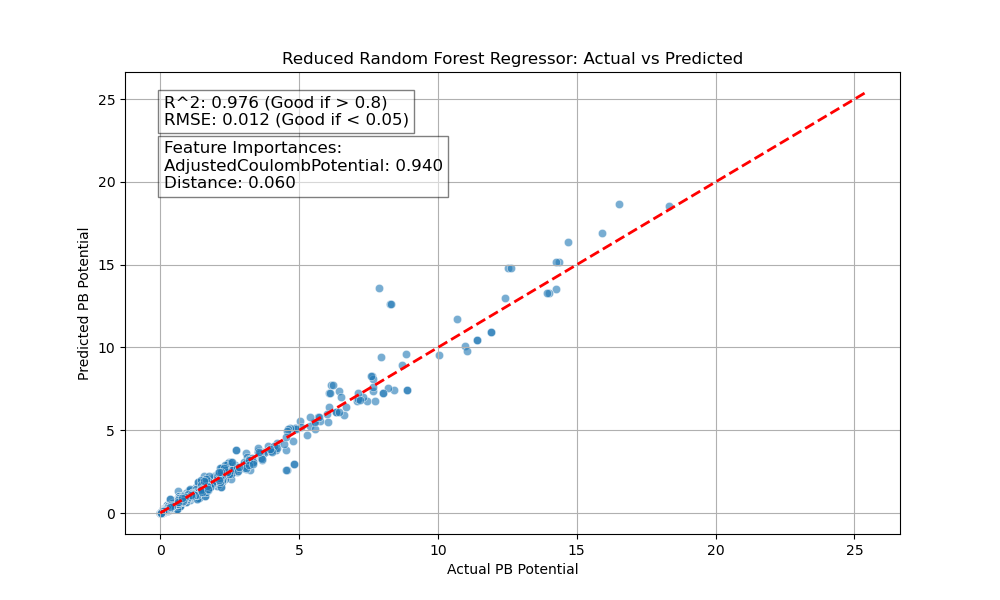 Reduced Random Forest Regressor: Actual vs Predicted
R^2: 0.976 (Good if > 0.8)
RMSE: 0.012 (Good if < 0.05)
Feature Importances:
AdjustedCoulombPotential: 0.940
Distance: 0.060
Predicted PB Potential
25
20
15
10
5
0
0 5 10 15 20 25
Actual PB Potential